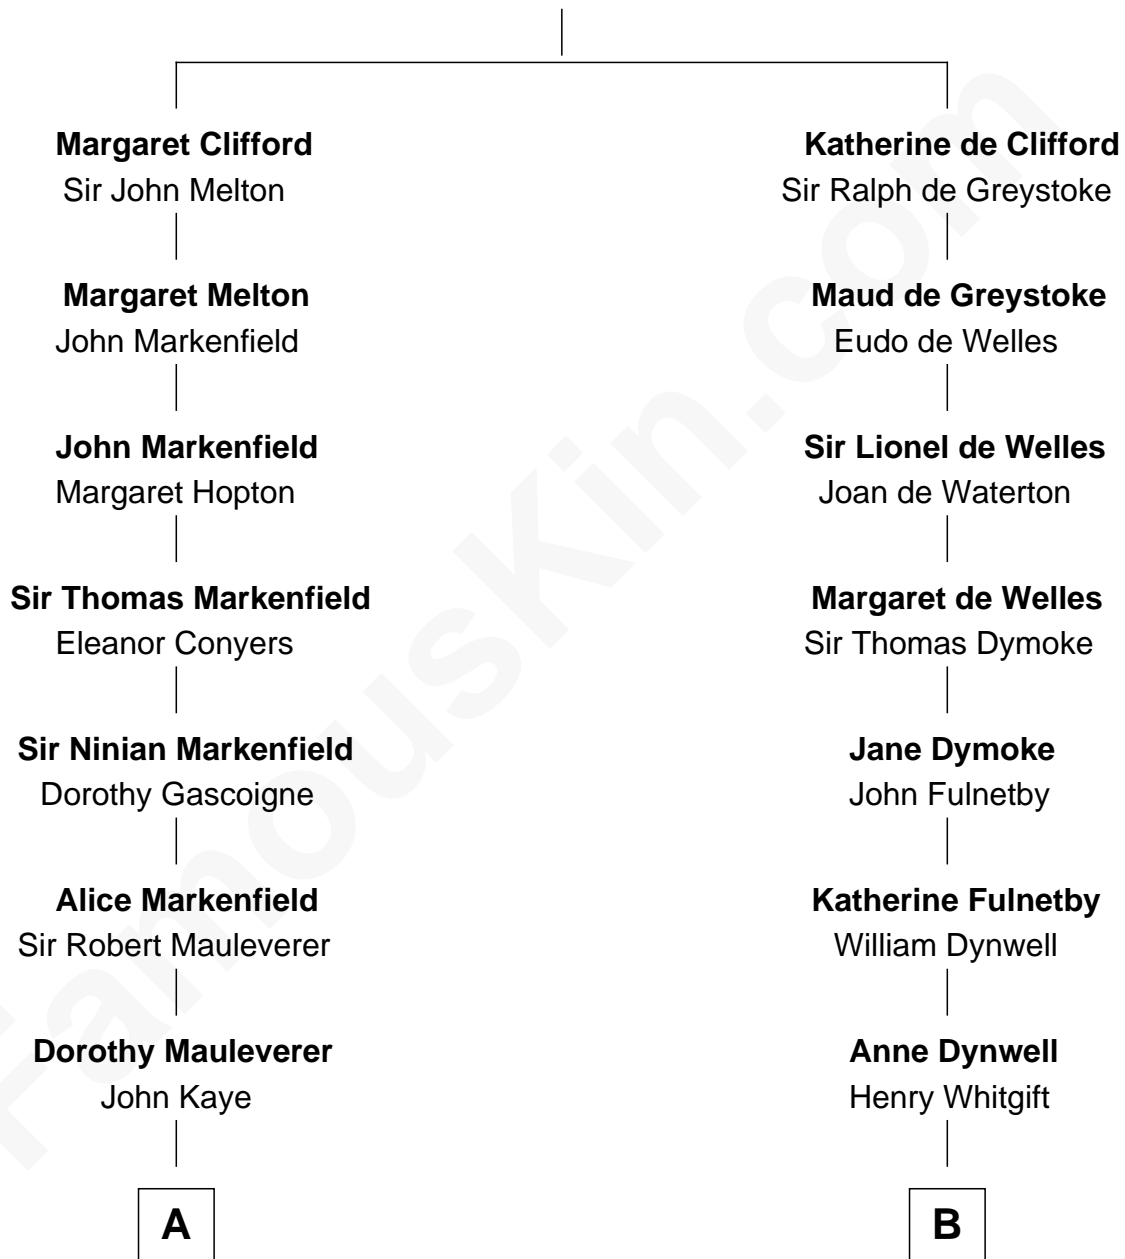 Margaret Clifford
Sir John Melton
Margaret Melton
John Markenfield
John Markenfield
Margaret Hopton
Sir Thomas Markenfield
Eleanor Conyers
Sir Ninian Markenfield
Dorothy Gascoigne
Alice Markenfield
Sir Robert Mauleverer
Dorothy Mauleverer
John Kaye
A
Katherine de Clifford
Sir Ralph de Greystoke
Maud de Greystoke
Eudo de Welles
Sir Lionel de Welles
Joan de Waterton
Margaret de Welles
Sir Thomas Dymoke
Jane Dymoke
John Fulnetby
Katherine Fulnetby
William Dynwell
Anne Dynwell
Henry Whitgift
B
FamousKin.com